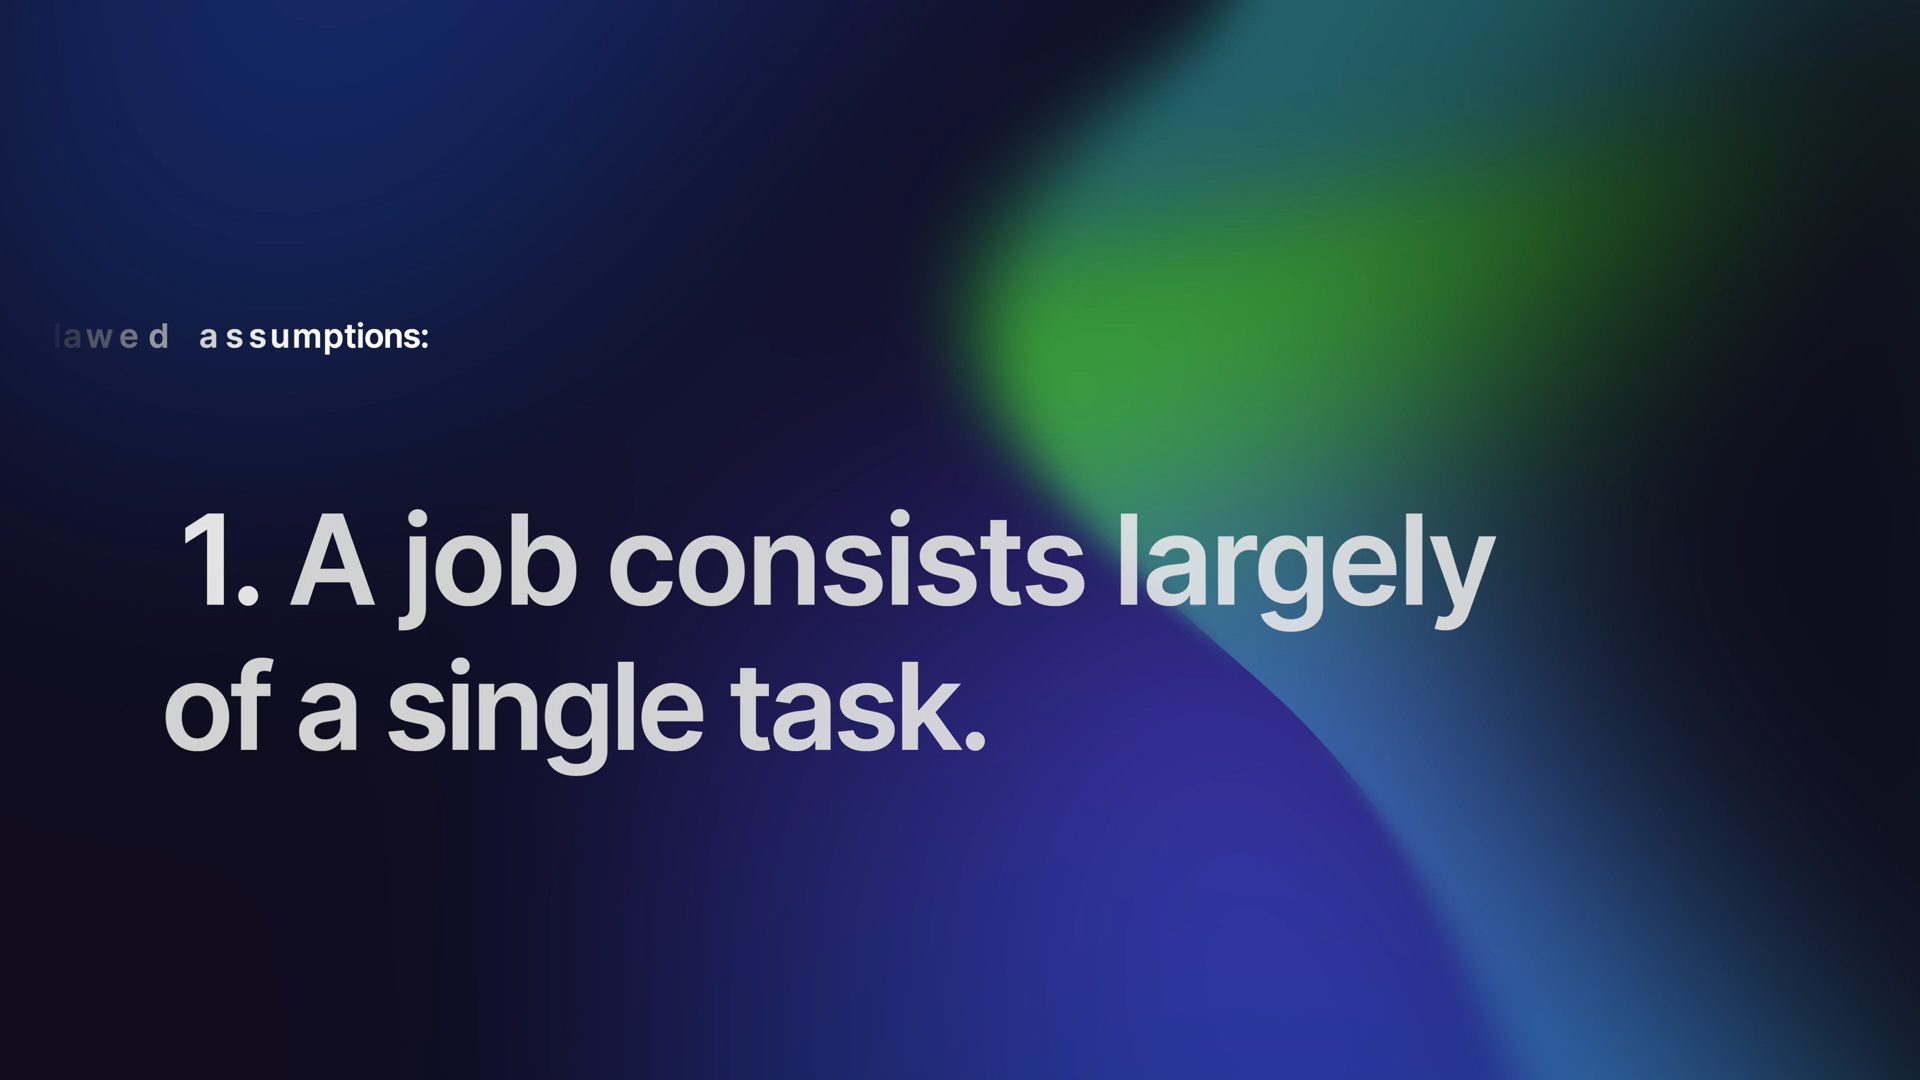 lawed assumptions:
1. A job consists largely
of a single task.